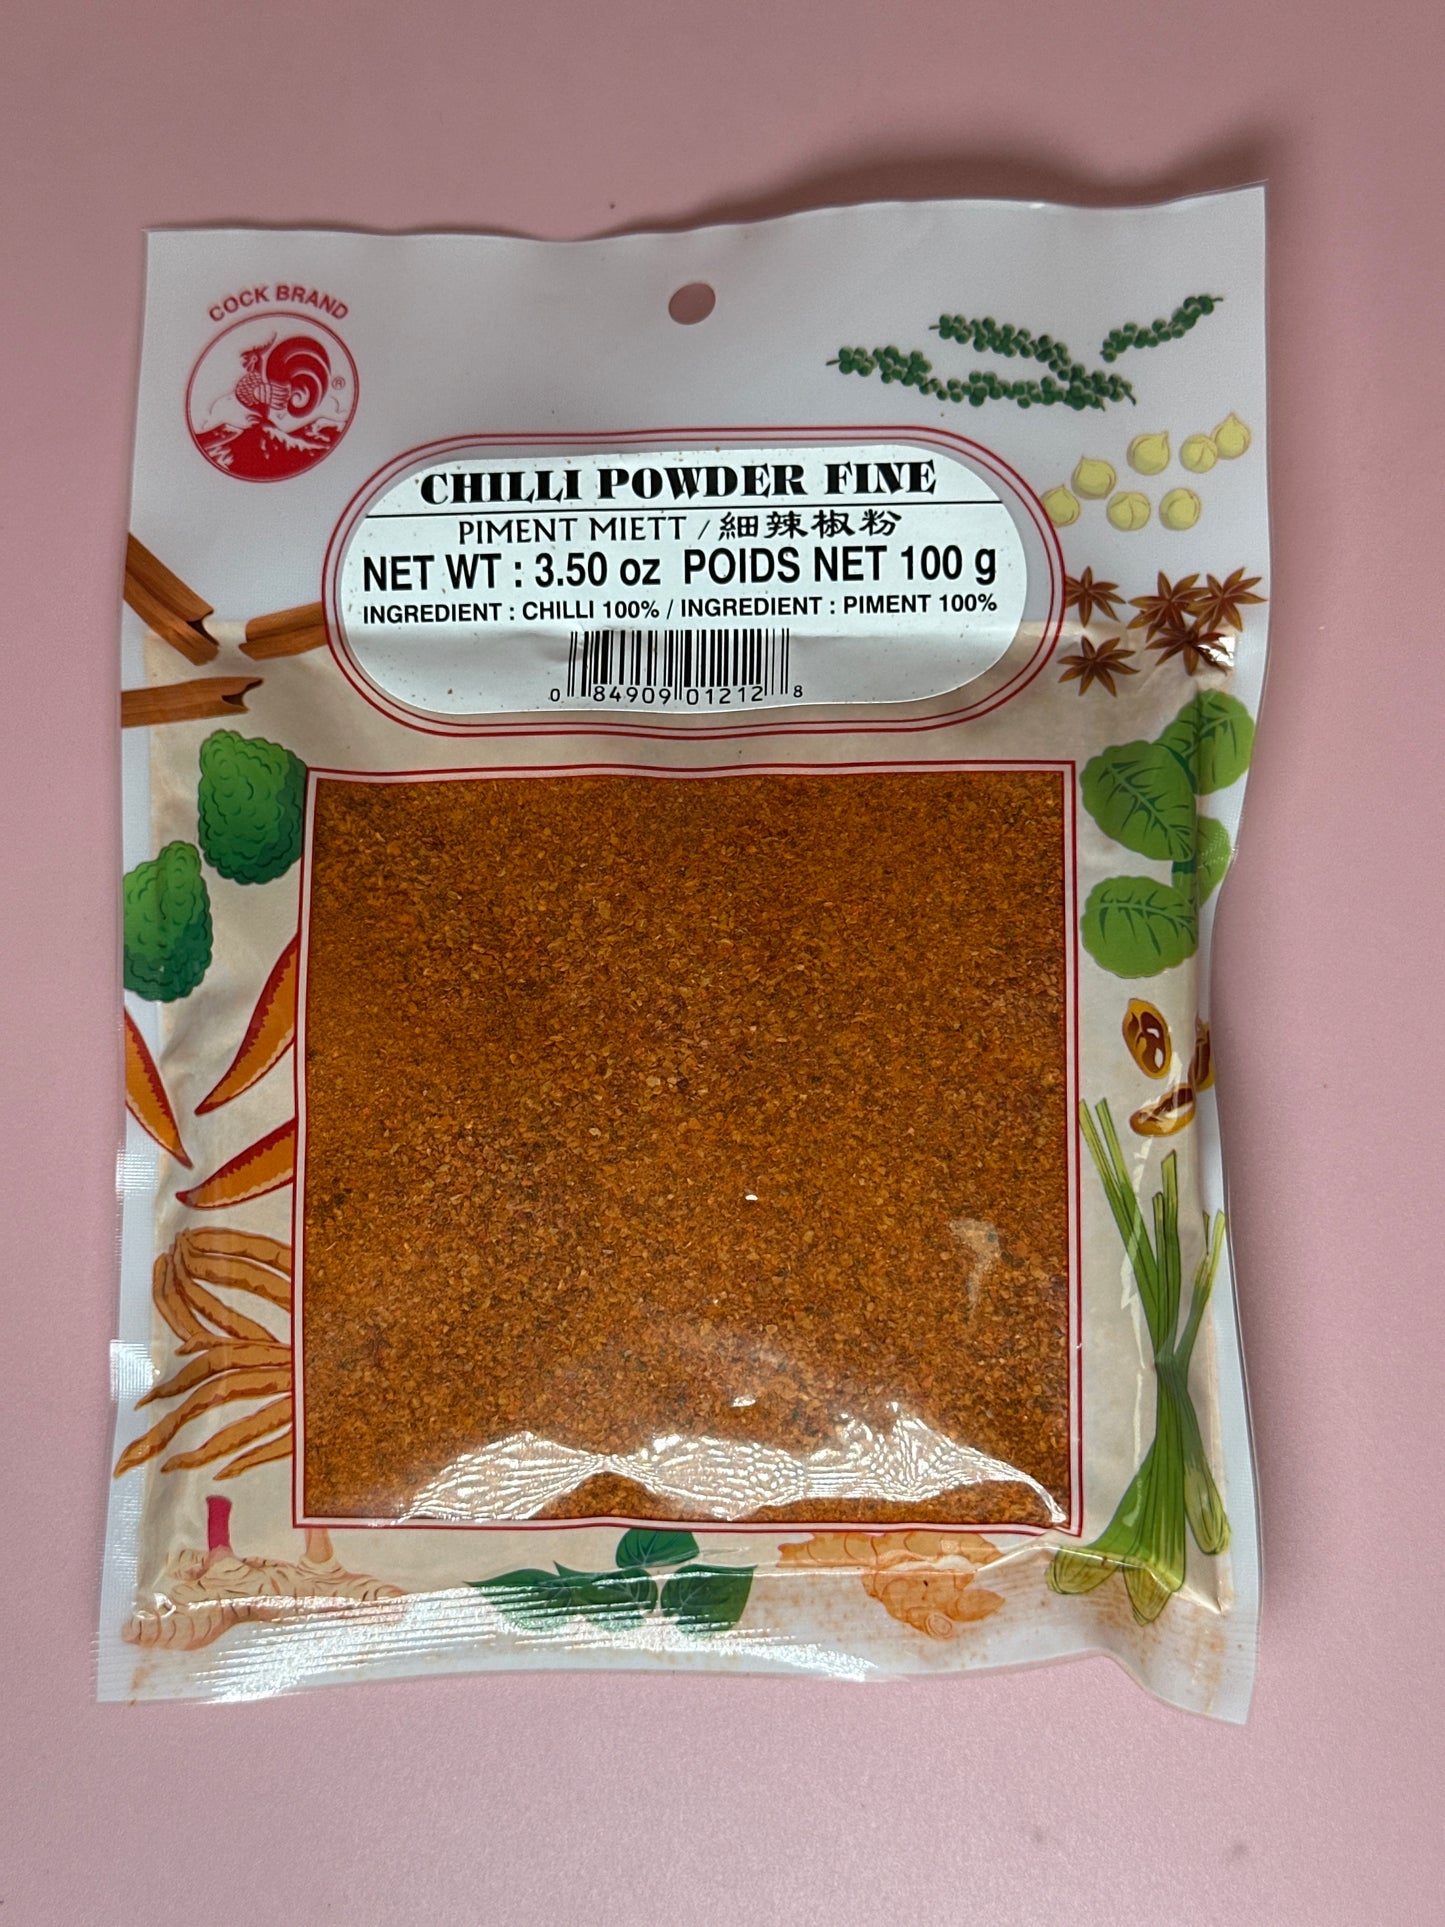 COCK BRAND
®
CHILLI POWDER FINE
PIMENT MIETT / 細辣椒粉
NET WT : 3.50 oz POIDS NET 100 g
INGREDIENT : CHILLI 100% / INGREDIENT : PIMENT 100%
0 84909 01212 8